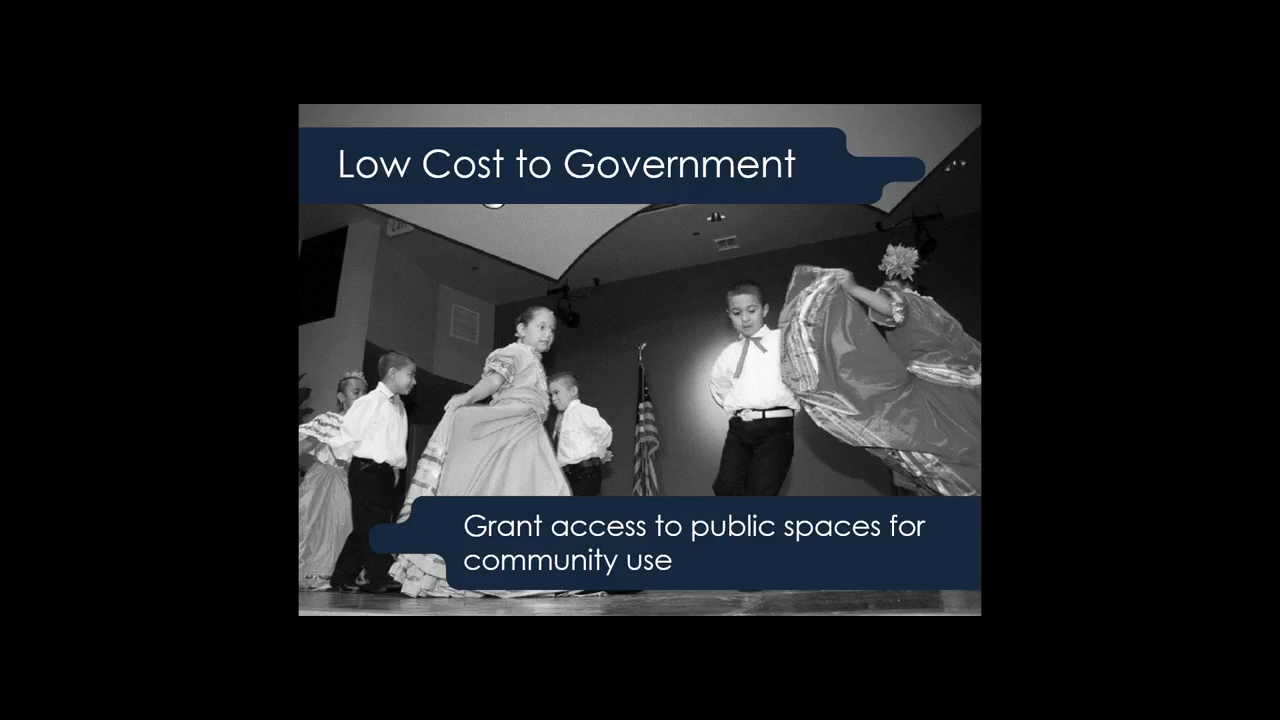 Low Cost to Government
Grant access to public spaces for
community use